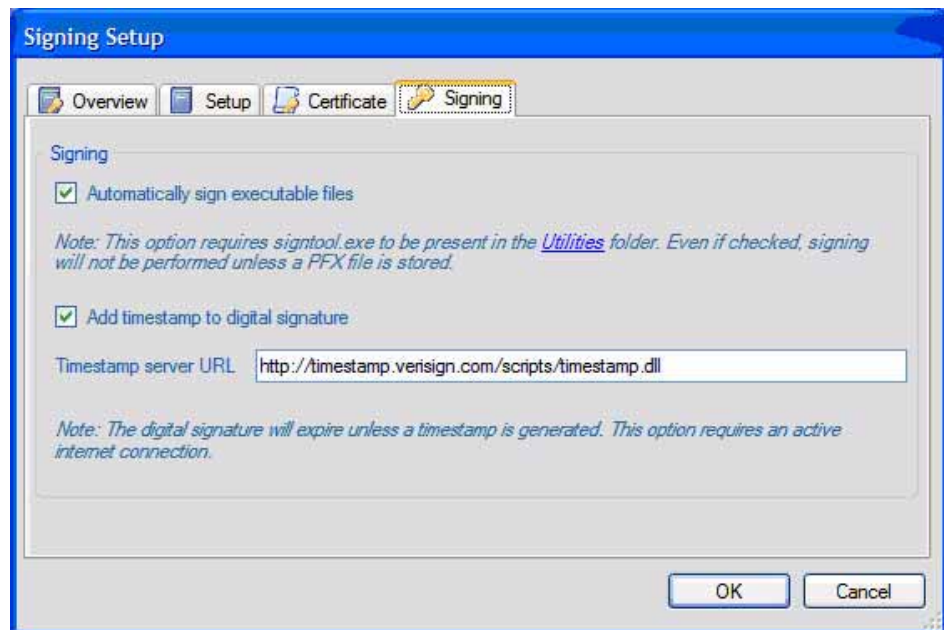 Signing Setup
Overview Setup Certificate Signing
Signing
Automatically sign executable files
Note: This option requires signtool.exe to be present in the Utilities folder. Even if checked, signing
will not be performed unless a PFX file is stored.
Add timestamp to digital signature
Timestamp server URL http://timestamp.verisign.com/scripts/timestamp.dll
Note: The digital signature will expire unless a timestamp is generated. This option requires an active
internet connection.
OK Cancel